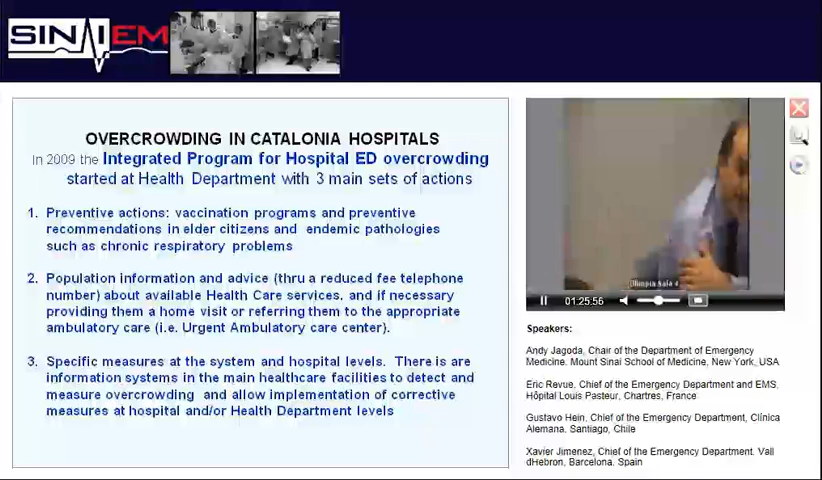 SINIEM
OVERCROWDING IN CATALONIA HOSPITALS
In 2009 the Integrated Program for Hospital ED overcrowding
started at Health Department with 3 main sets of actions
1. Preventive actions: vaccination programs and preventive
recommendations in elder citizens and endemic pathologies
such as chronic respiratory problems
2. Population information and advice (thru a reduced fee telephone
number) about available Health Care services, and if necessary
providing them a home visit or referring them to the appropriate
ambulatory care (i.e. Urgent Ambulatory care center).
3. Specific measures at the system and hospital levels. There is are
information systems in the main healthcare facilities to detect and
measure overcrowding and allow implementation of corrective
measures at hospital and/or Health Department levels
Olimpia Sala 4
01:25:56
Speakers:
Andy Jagoda, Chair of the Department of Emergency
Medicine. Mount Sinai School of Medicine, New York, USA
Eric Revue, Chief of the Emergency Department and EMS,
Hôpital Louis Pasteur, Chartres, France
Gustavo Hein, Chief of the Emergency Department, Clínica
Alemana. Santiago, Chile
Xavier Jimenez, Chief of the Emergency Department. Vall
dHebron, Barcelona. Spain